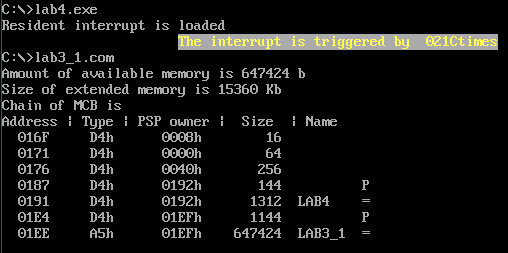 C:\>lab4.exe
Resident interrupt is loaded
The interrupt is triggered by  021Ctimes
C:\>lab3_1.com
Amount of available memory is 647424 b
Size of extended memory is 15360 Kb
Chain of MCB is
Address | Type | PSP owner |  Size  | Name
016F D4h 0008h 16
0171 D4h 0000h 64
0176 D4h 0040h 256
0187 D4h 0192h 144 P
0191 D4h 0192h 1312 LAB4 =
01E4 D4h 01EFh 1144 P
01EE A5h 01EFh 647424 LAB3_1 =